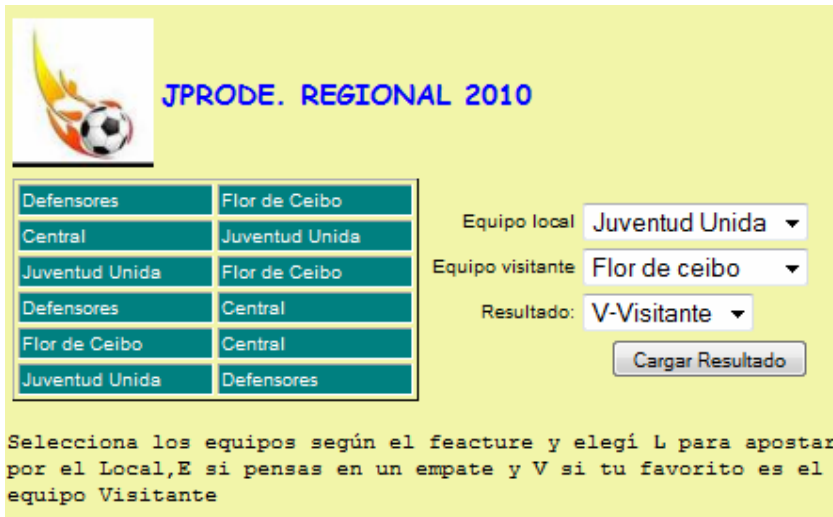 JPRODE. REGIONAL 2010
Defensores Flor de Ceibo
Central Juventud Unida
Juventud Unida Flor de Ceibo
Defensores Central
Flor de Ceibo Central
Juventud Unida Defensores
Equipo local Juventud Unida
Equipo visitante Flor de ceibo
Resultado: V-Visitante
Cargar Resultado
Selecciona los equipos según el feacture y elegí L para apostar
por el Local,E si pensas en un empate y V si tu favorito es el
equipo Visitante